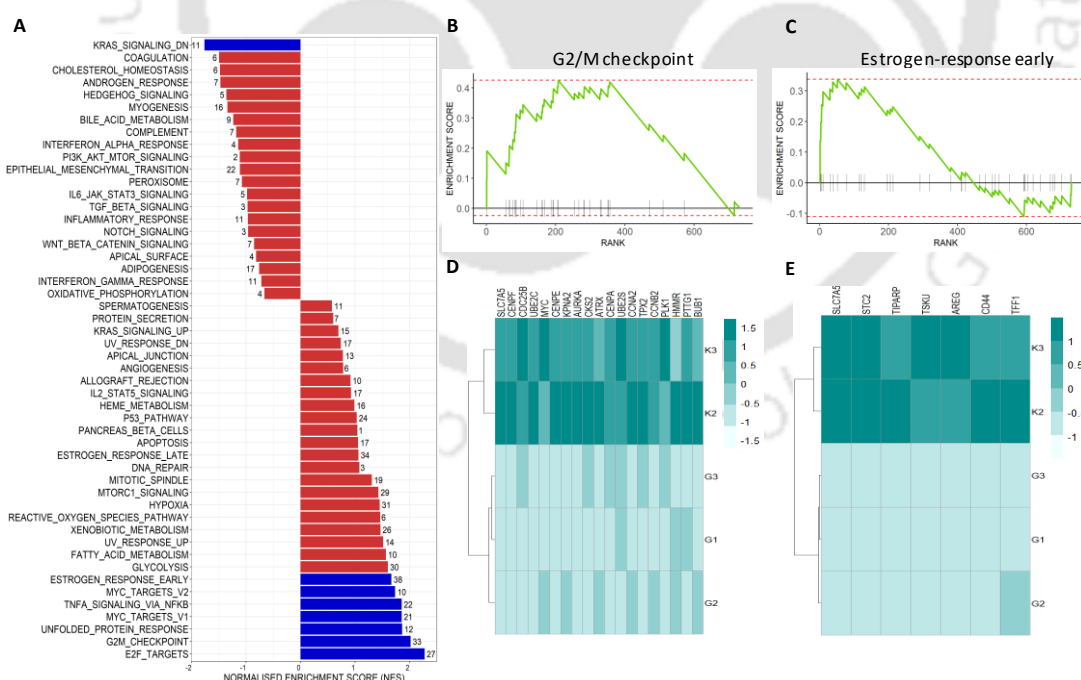 A
KRAS_SIGNALING_DN 11
COAGULATION 6
CHOLESTEROL_HOMEOSTASIS 6
ANDROGEN_RESPONSE 7
HEDGEHOG_SIGNALING 5
MYOGENESIS 16
BILE_ACID_METABOLISM 9
COMPLEMENT 7
INTERFERON_ALPHA_RESPONSE 4
PI3K_AKT_MTOR_SIGNALING 2
EPITHELIAL_MESENCHYMAL_TRANSITION 22
PEROXISOME 7
IL6_JAK_STAT3_SIGNALING 5
TGF_BETA_SIGNALING 3
INFLAMMATORY_RESPONSE 11
NOTCH_SIGNALING 3
WNT_BETA_CATENIN_SIGNALING 7
APICAL_SURFACE 4
ADIPOGENESIS 17
INTERFERON_GAMMA_RESPONSE 11
OXIDATIVE_PHOSPHORYLATION 4
SPERMATOGENESIS 11
PROTEIN_SECRETION 7
KRAS_SIGNALING_UP 15
UV_RESPONSE_DN 17
APICAL_JUNCTION 13
ANGIOGENESIS 6
ALLOGRAFT_REJECTION 10
IL2_STAT5_SIGNALING 17
HEME_METABOLISM 16
P53_PATHWAY 24
PANCREAS_BETA_CELLS 1
APOPTOSIS 17
ESTROGEN_RESPONSE_LATE 34
DNA_REPAIR 3
MITOTIC_SPINDLE 19
MTORC1_SIGNALING 29
HYPOXIA 31
REACTIVE_OXYGEN_SPECIES_PATHWAY 6
XENOBIOTIC_METABOLISM 26
UV_RESPONSE_UP 14
FATTY_ACID_METABOLISM 10
GLYCOLYSIS 30
ESTROGEN_RESPONSE_EARLY 38
MYC_TARGETS_V2 10
TNFA_SIGNALING_VIA_NFKB 22
MYC_TARGETS_V1 21
UNFOLDED_PROTEIN_RESPONSE 12
G2M_CHECKPOINT 33
E2F_TARGETS 27
-2 -1 0 1 2
NORMALISED ENRICHMENT SCORE (NES)
B
G2/M checkpoint
ENRICHMENT SCORE
0.4
0.3
0.2
0.1
0.0
0 200 400 600
RANK
C
Estrogen-response early
ENRICHMENT SCORE
0.3
0.2
0.1
0.0
-0.1
0 200 400 600
RANK
D
SLC7A5 CENPF CDC25B UBE2C MYC CENPE KPNA2 AURKA CKS2 ATRX CENPA UBE2S CCNA2 TPX2 CCNB2 PLK1 HMMR PTTG1 BUB1
K3
K2
G3
G1
G2
1.5
1
0.5
0
-0.5
-1
-1.5
E
SLC7A5 STC2 TIPARP TSKU AREG CD44 TFF1
K3
K2
G3
G1
G2
1
0.5
0
-0.5
-1